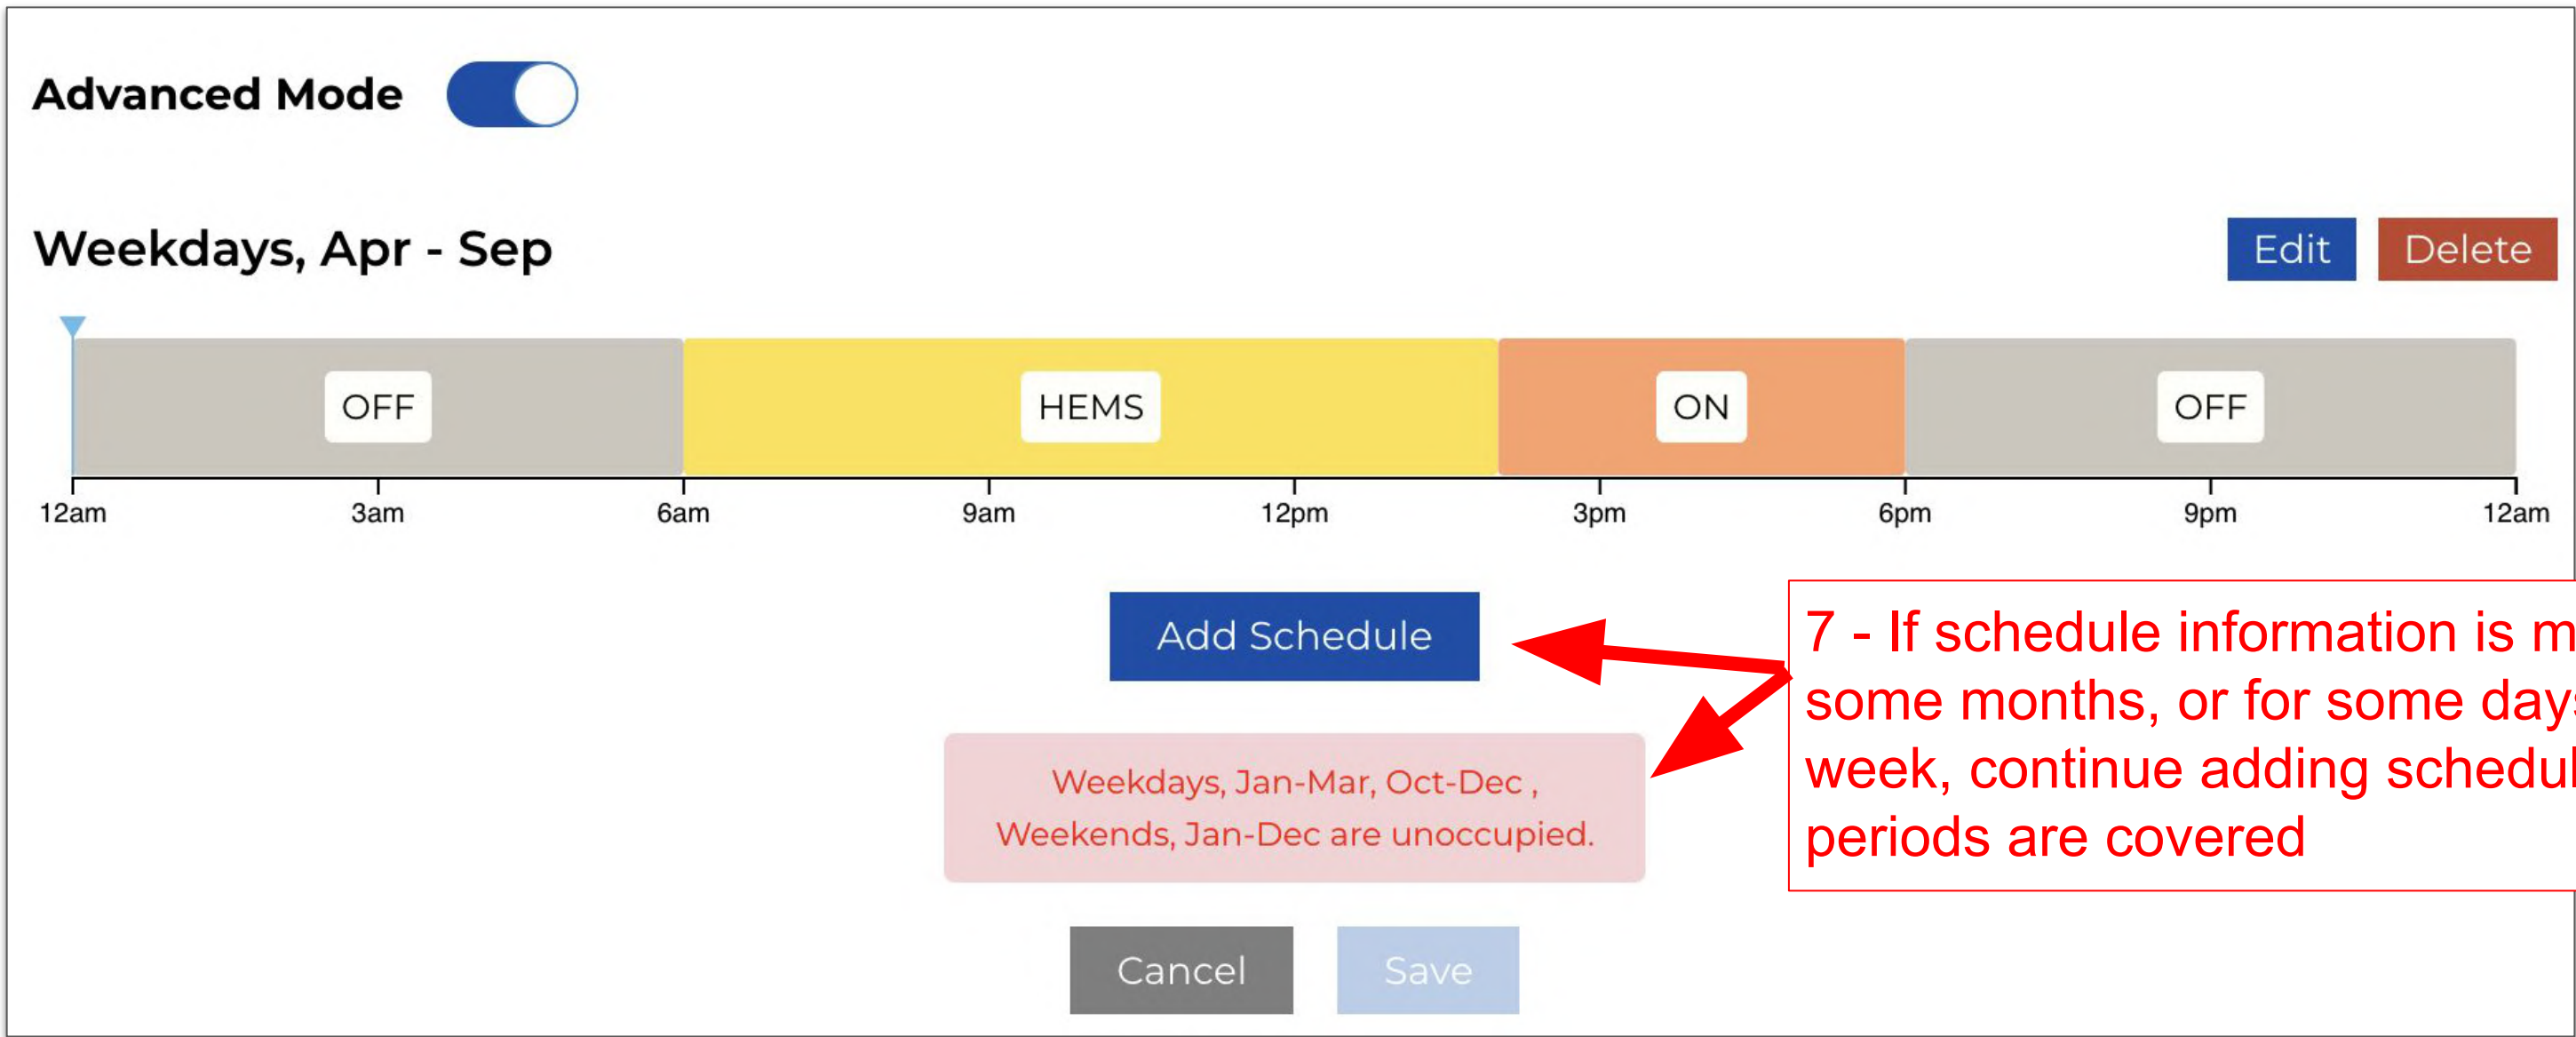 Advanced Mode
Weekdays, Apr - Sep
Edit Delete
OFF HEMS ON OFF
12am 3am 6am 9am 12pm 3pm 6pm 9pm 12am
Add Schedule
7 - If schedule information is
some months, or for some
week, continue adding
periods are covered
Weekdays, Jan-Mar, Oct-Dec ,
Weekends, Jan-Dec are unoccupied.
Cancel Save